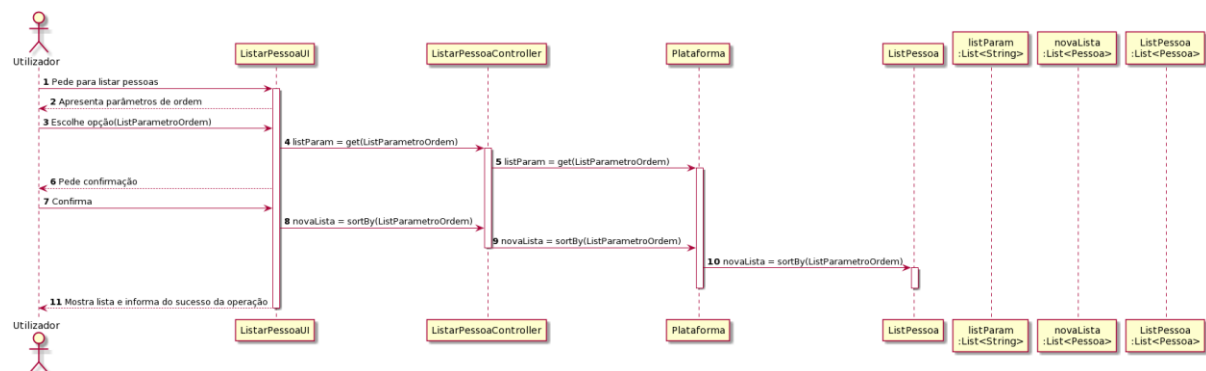 listParam
:List<String>
novaLista
:List<Pessoa>
ListPessoa
:List<Pessoa>
Utilizador
ListarPessoaUI
ListarPessoaController
Plataforma
ListPessoa
1 Pede para listar pessoas
2 Apresenta parâmetros de ordem
3 Escolhe opção(ListParametroOrdem)
4 listParam = get(ListParametroOrdem)
5 listParam = get(ListParametroOrdem)
6 Pede confirmação
7 Confirma
8 novaLista = sortBy(ListParametroOrdem)
9 novaLista = sortBy(ListParametroOrdem)
10 novaLista = sortBy(ListParametroOrdem)
11 Mostra lista e informa do sucesso da operação
Utilizador
ListarPessoaUI
ListarPessoaController
Plataforma
ListPessoa
listParam
:List<String>
novaLista
:List<Pessoa>
ListPessoa
:List<Pessoa>